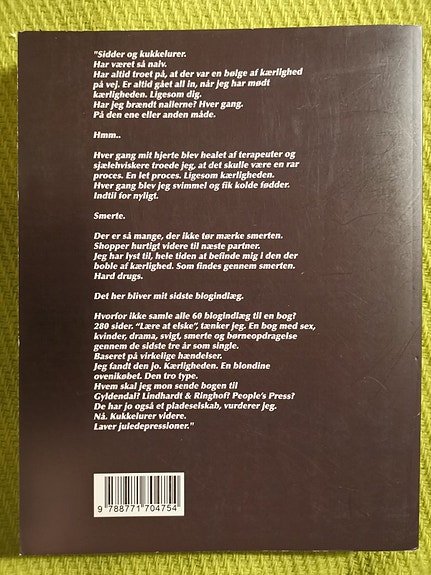 "Sidder og kukkelurer.
Har været så naiv.
Har altid troet på, at der var en bølge af kærlighed
på vej. Er altid gået all in, når jeg har mødt
kærligheden. Ligesom dig.
Har jeg brændt nallerne? Hver gang.
På den ene eller anden måde.
Hmm..
Hver gang mit hjerte blev healet af terapeuter og
sjælehviskere troede jeg, at det skulle være en rar
proces. En let proces. Ligesom kærligheden.
Hver gang blev jeg svimmel og fik kolde fødder.
Indtil for nyligt.
Smerte.
Der er så mange, der ikke tør mærke smerten.
Shopper hurtigt videre til næste partner.
Jeg har lyst til, hele tiden at befinde mig i den der
boble af kærlighed. Som findes gennem smerten.
Hard drugs.
Det her bliver mit sidste blogindlæg.
Hvorfor ikke samle alle 60 blogindlæg til en bog?
280 sider. "Lære at elske", tænker jeg. En bog med sex,
kvinder, drama, svigt, smerte og børneopdragelse
gennem de sidste tre år som single.
Baseret på virkelige hændelser.
Jeg fandt den jo. Kærligheden. En blondine
ovenikøbet. Den tro type.
Hvem skal jeg mon sende bogen til
Gyldendal? Lindhardt & Ringhof? People's Press?
De har jo også et pladeselskab, vurderer jeg.
Nå. Kukkelurer videre.
Laver juledepressioner."
9 788771 704754